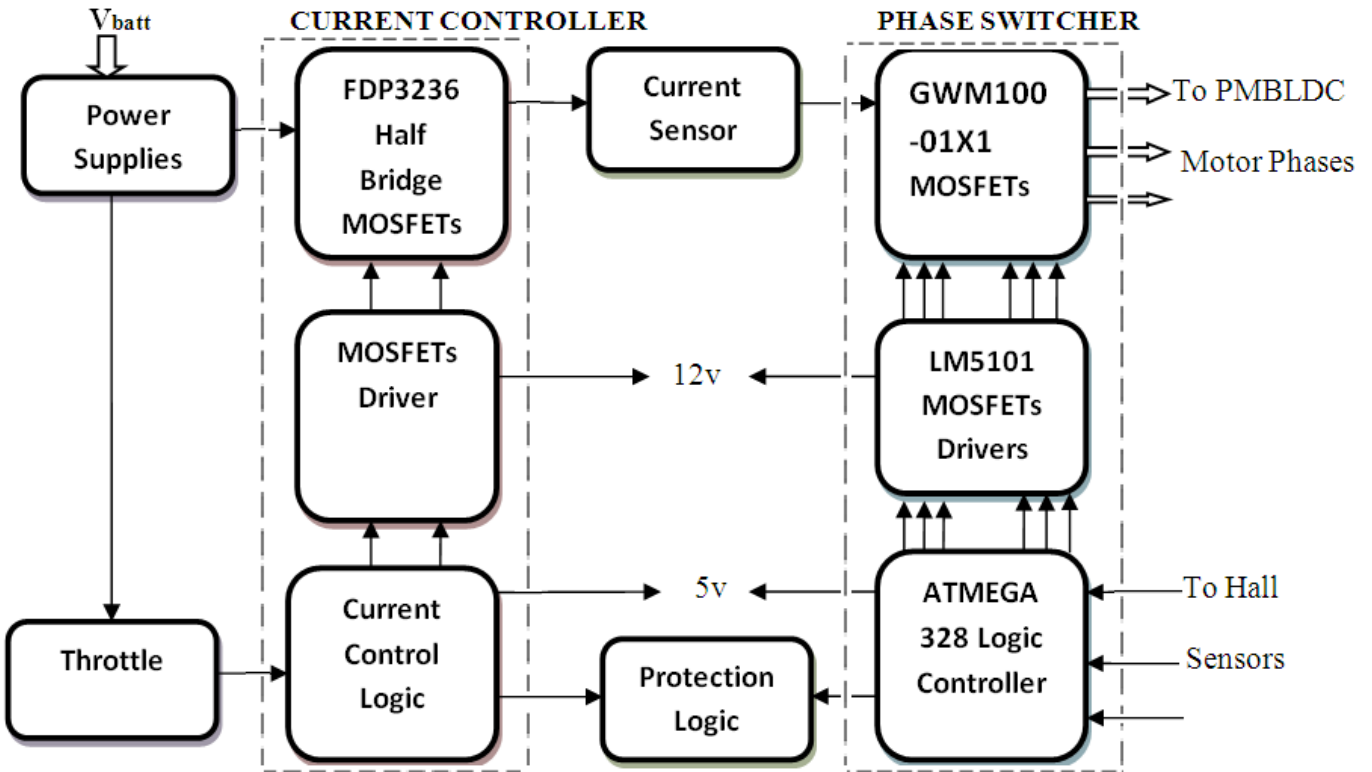 Vbatt
CURRENT CONTROLLER
PHASE SWITCHER
Power
Supplies
FDP3236
Half
Bridge
MOSFETs
Current
Sensor
GWM100
-01X1
MOSFETs
To PMBLDC
Motor Phases
MOSFETs
Driver
12v
LM5101
MOSFETs
Drivers
Throttle
Current
Control
Logic
5v
Protection
Logic
ATMEGA
328 Logic
Controller
To Hall
Sensors